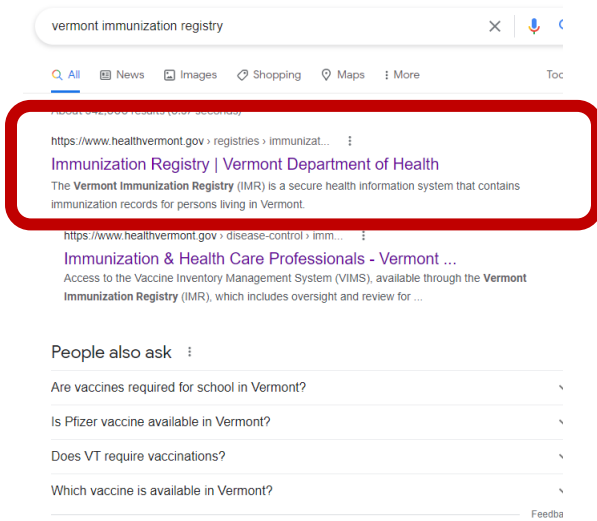 vermont immunization registry
All News Images Shopping Maps More
https://www.healthvermont.gov › registries › immunizat...
Immunization Registry | Vermont Department of Health
The Vermont Immunization Registry (IMR) is a secure health information system that contains
immunization records for persons living in Vermont.
https://www.healthvermont.gov › disease-control › imm...
Immunization & Health Care Professionals - Vermont ...
Access to the Vaccine Inventory Management System (VIMS), available through the Vermont
Immunization Registry (IMR), which includes oversight and review for ...
People also ask
Are vaccines required for school in Vermont?
Is Pfizer vaccine available in Vermont?
Does VT require vaccinations?
Which vaccine is available in Vermont?
Feedba